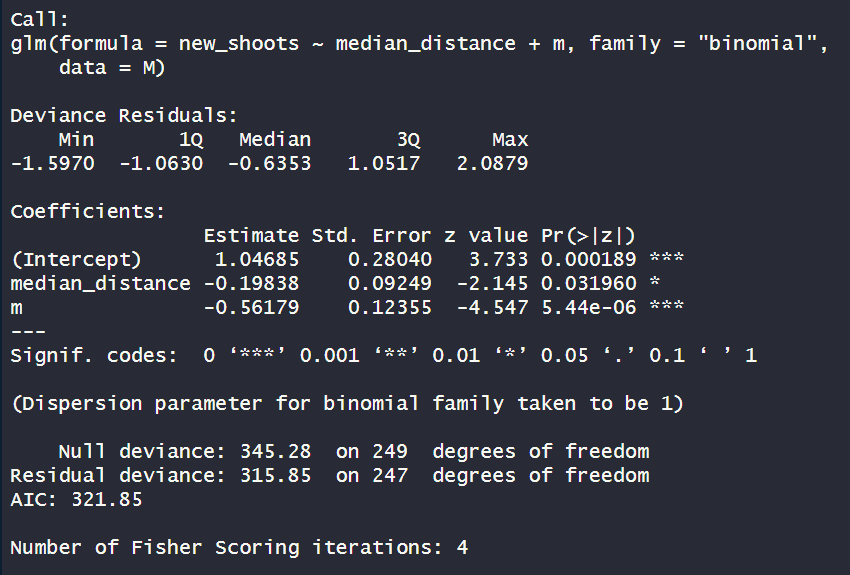 Call:
glm(formula = new_shoots ~ median_distance + m, family = "binomial",
    data = M)

Deviance Residuals:
    Min       1Q   Median       3Q      Max
-1.5970  -1.0630  -0.6353   1.0517   2.0879

Coefficients:
                Estimate Std. Error z value Pr(>|z|)
(Intercept)      1.04685    0.28040   3.733 0.000189 ***
median_distance -0.19838    0.09249  -2.145 0.031960 *
m               -0.56179    0.12355  -4.547 5.44e-06 ***
---
Signif. codes:  0 ‘***’ 0.001 ‘**’ 0.01 ‘*’ 0.05 ‘.’ 0.1 ‘ ’ 1

(Dispersion parameter for binomial family taken to be 1)

    Null deviance: 345.28  on 249  degrees of freedom
Residual deviance: 315.85  on 247  degrees of freedom
AIC: 321.85

Number of Fisher Scoring iterations: 4